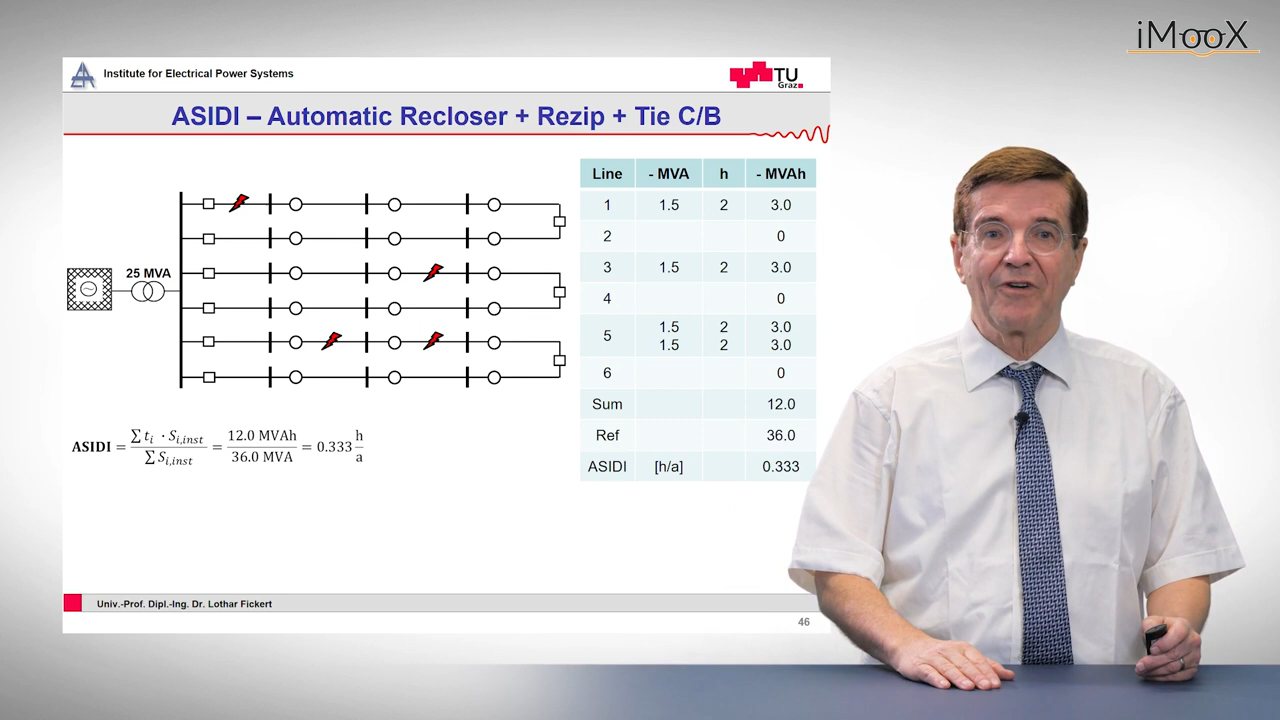 iMooX
Institute for Electrical Power Systems
TU
Graz
ASIDI – Automatic Recloser + Rezip + Tie C/B
25 MVA
~
Line - MVA h - MVAh
1 1.5 2 3.0
2 0
3 1.5 2 3.0
4 0
5 1.5 2 3.0
1.5 2 3.0
6 0
Sum 12.0
Ref 36.0
ASIDI [h/a] 0.333
ASIDI = ∑ t_i · S_i,inst / ∑ S_i,inst = 12.0 MVAh / 36.0 MVA = 0.333 h/a
Univ.-Prof. Dipl.-Ing. Dr. Lothar Fickert
46